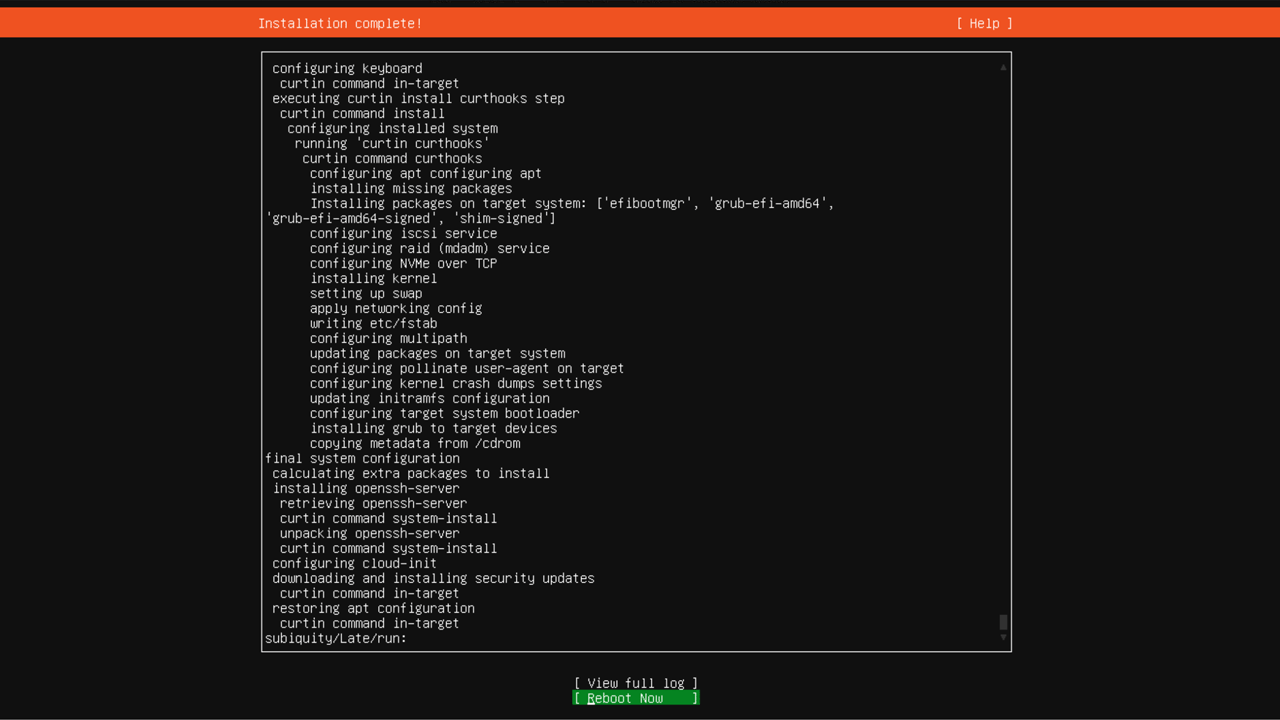 Installation complete! [ Help ]
configuring keyboard
curtin command in-target
executing curtin install curthooks step
curtin command install
configuring installed system
running 'curtin curthooks'
curtin command curthooks
configuring apt configuring apt
installing missing packages
Installing packages on target system: ['efibootmgr', 'grub-efi-amd64',
'grub-efi-amd64-signed', 'shim-signed']
configuring iscsi service
configuring raid (mdadm) service
configuring NVMe over TCP
installing kernel
setting up swap
apply networking config
writing etc/fstab
configuring multipath
updating packages on target system
configuring pollinate user-agent on target
configuring kernel crash dumps settings
updating initramfs configuration
configuring target system bootloader
installing grub to target devices
copying metadata from /cdrom
final system configuration
calculating extra packages to install
installing openssh-server
retrieving openssh-server
curtin command system-install
unpacking openssh-server
curtin command system-install
configuring cloud-init
downloading and installing security updates
curtin command in-target
restoring apt configuration
curtin command in-target
subiquity/Late/run:
[ View full log ]
[ Reboot Now ]